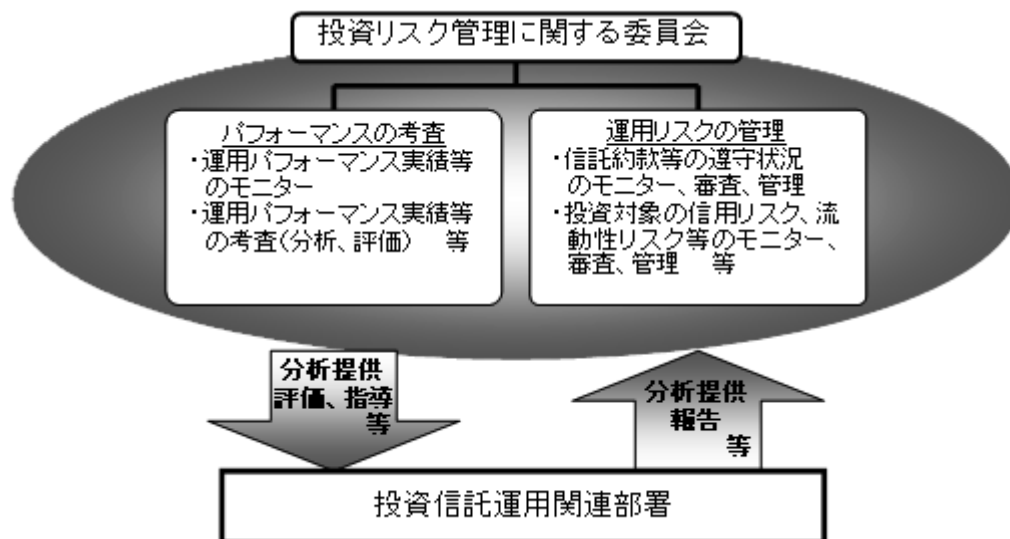 投資リスク管理に関する委員会
パフォーマンスの考査
・運用パフォーマンス実績等
のモニター
・運用パフォーマンス実績等
の考査(分析、評価) 等
運用リスクの管理
・信託約款等の遵守状況
のモニター、審査、管理
・投資対象の信用リスク、流
動性リスク等のモニター、
審査、管理 等
分析提供
評価、指導
等
分析提供
報告
等
投資信託運用関連部署